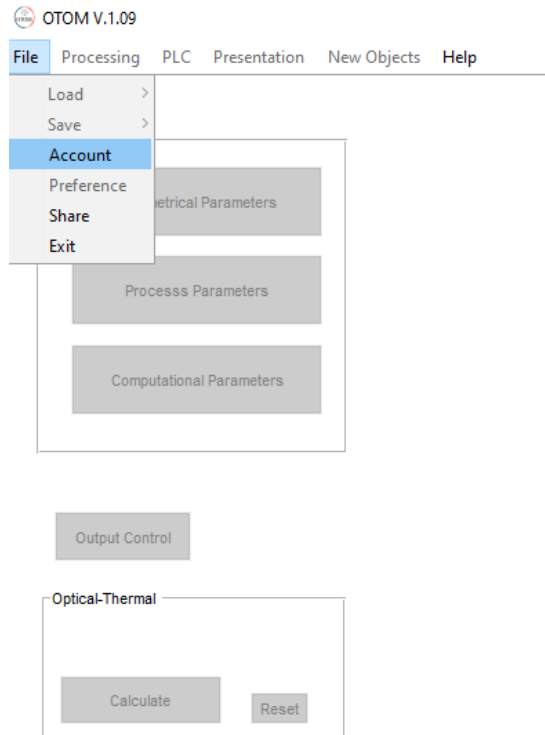 OTOM V.1.09
File Processing PLC Presentation New Objects Help
Load
Save
Account
Preference
Share
Exit
etrical Parameters
Processs Parameters
Computational Parameters
Output Control
Optical-Thermal
Calculate
Reset